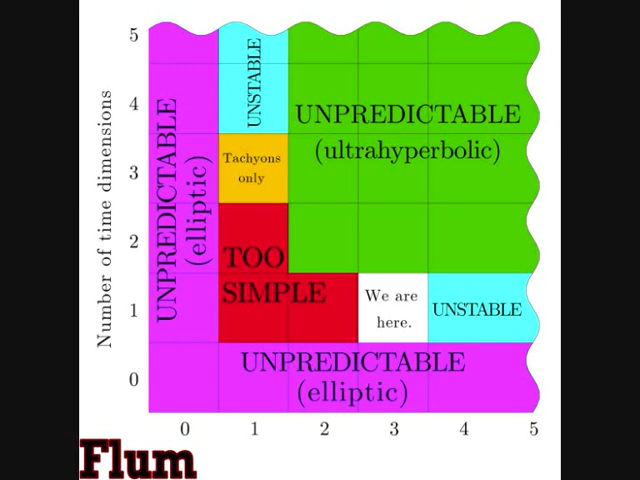 Number of time dimensions
5
4
3
2
1
0
UNPREDICTABLE
(elliptic)
UNSTABLE
UNPREDICTABLE
(ultrahyperbolic)
Tachyons
only
TOO
SIMPLE
We are
here.
UNSTABLE
UNPREDICTABLE
(elliptic)
0 1 2 3 4 5
Flum